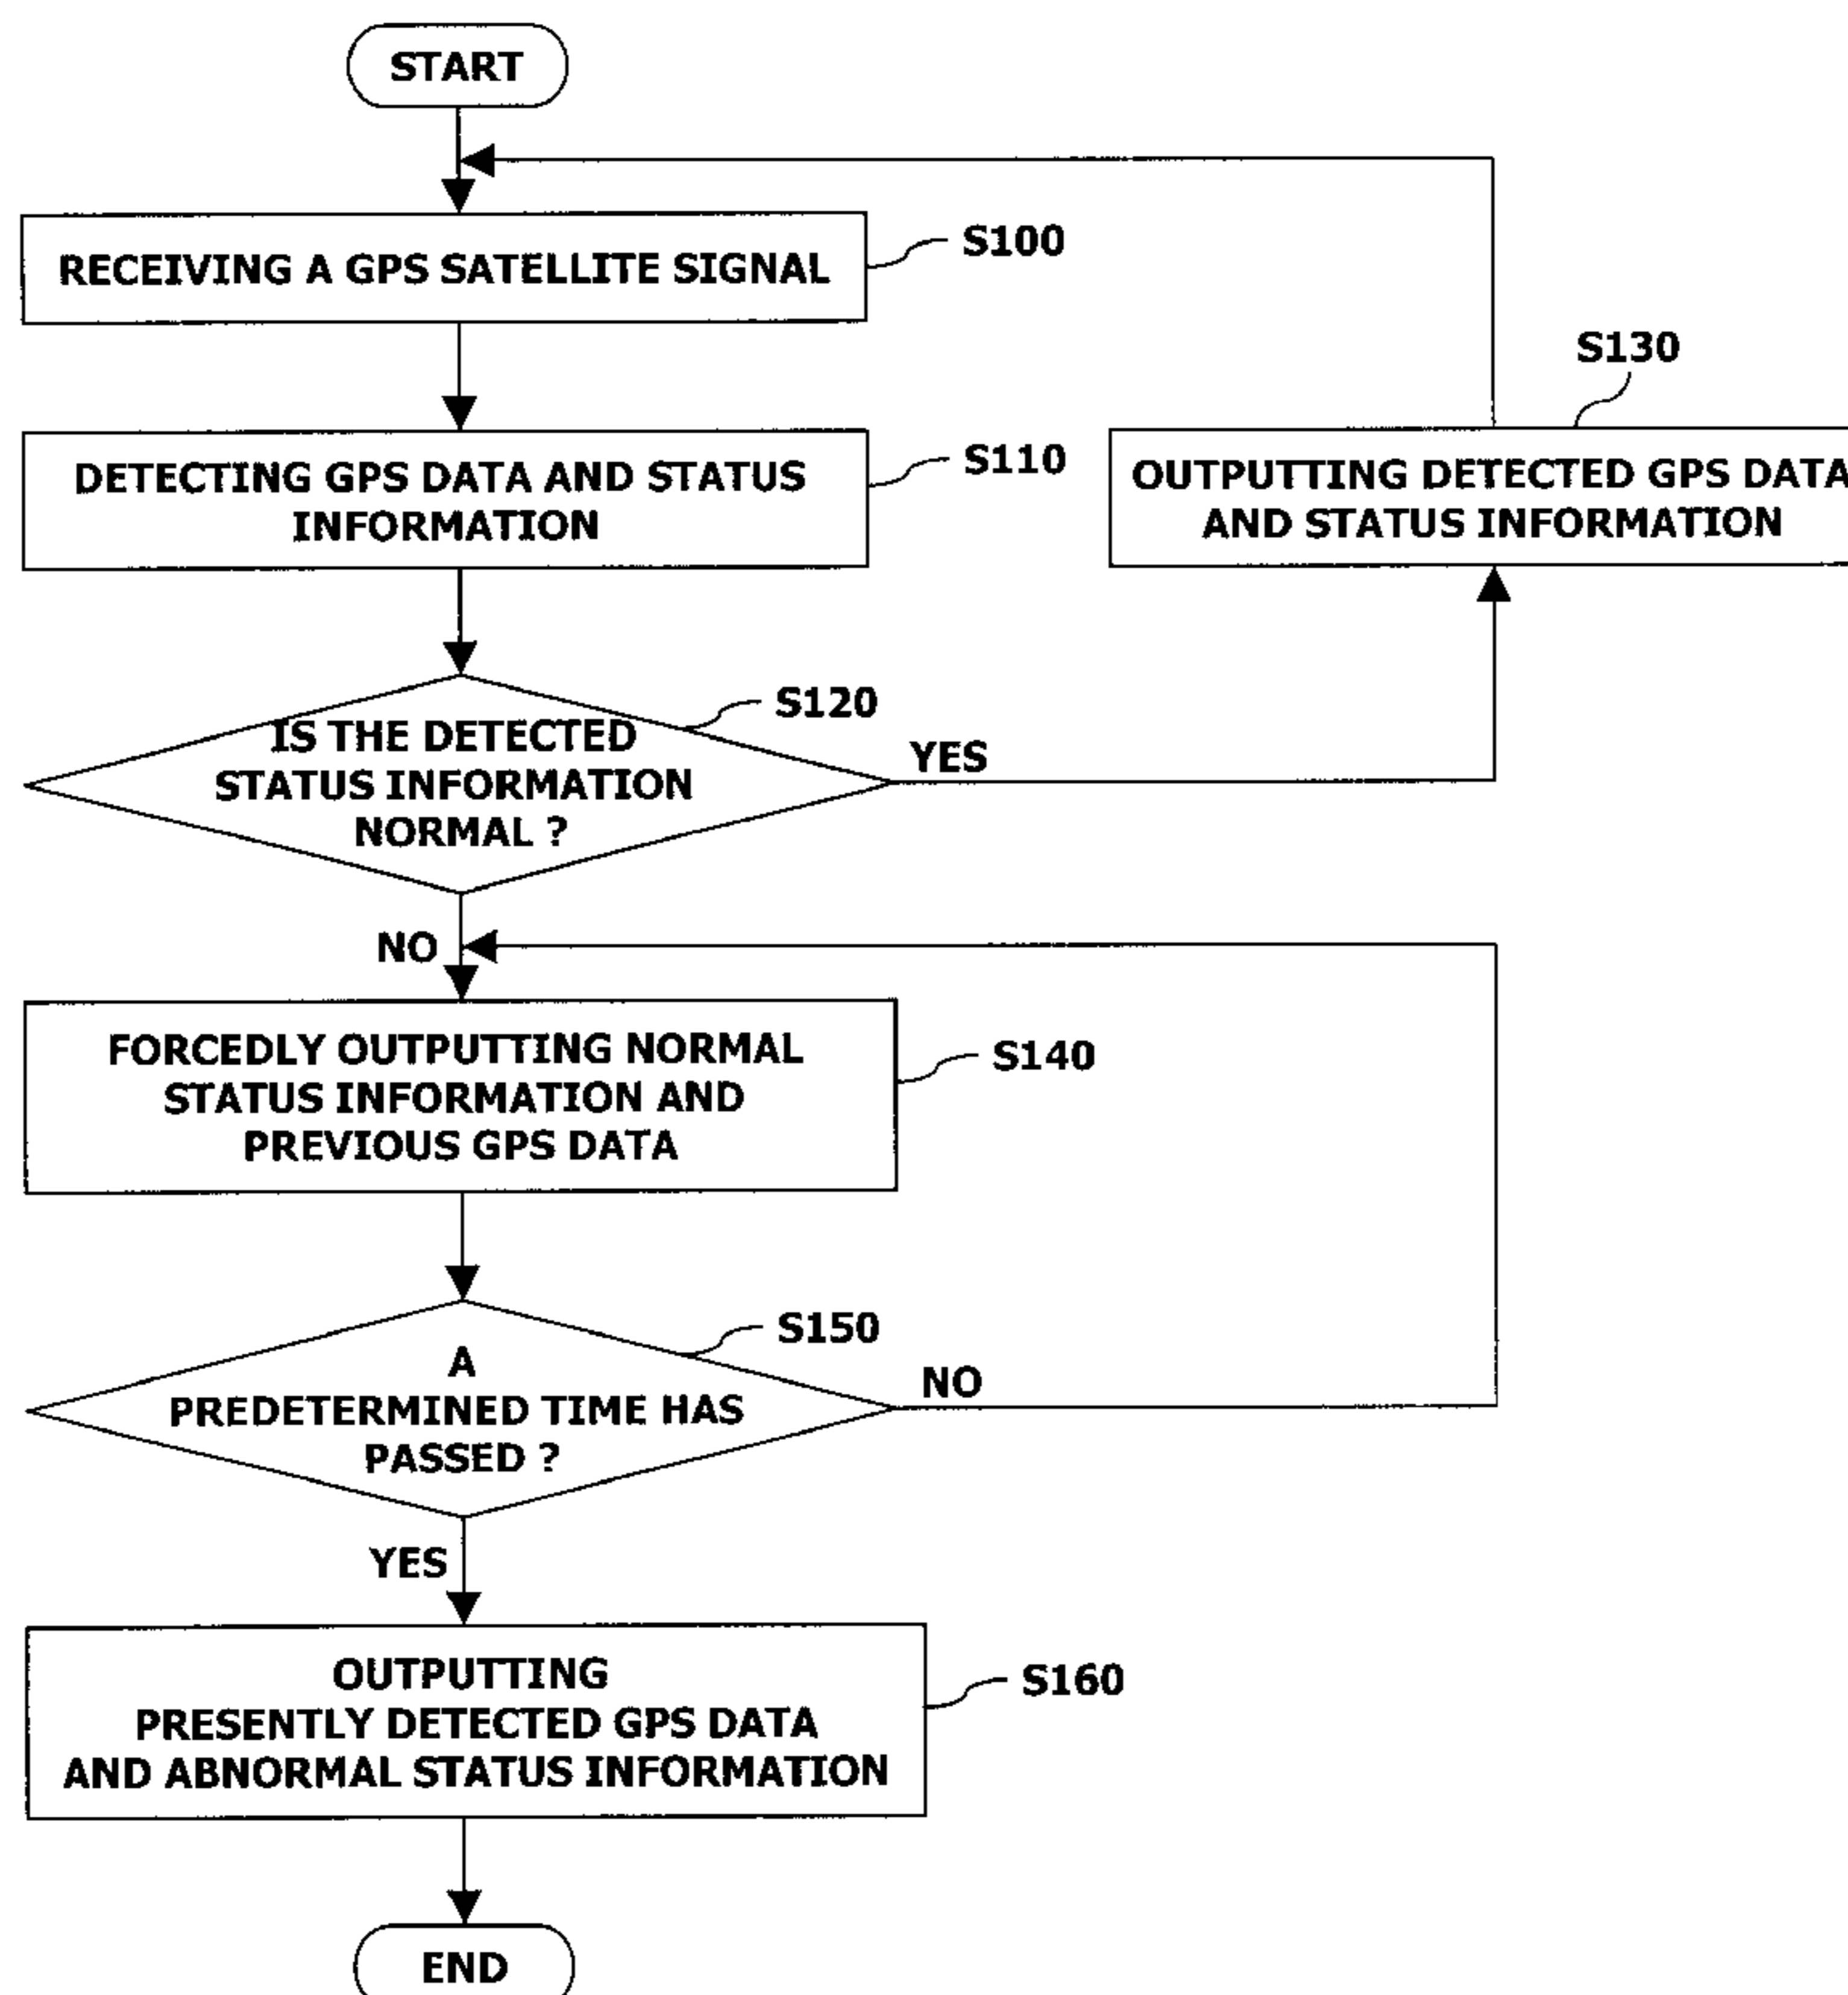 START
RECEIVING A GPS SATELLITE SIGNAL
S100
S130
DETECTING GPS DATA AND STATUS
INFORMATION
S110
OUTPUTTING DETECTED GPS DATA
AND STATUS INFORMATION
S120
IS THE DETECTED
STATUS INFORMATION
NORMAL ?
YES
NO
FORCEDLY OUTPUTTING NORMAL
STATUS INFORMATION AND
PREVIOUS GPS DATA
S140
S150
A
PREDETERMINED TIME HAS
PASSED ?
NO
YES
OUTPUTTING
PRESENTLY DETECTED GPS DATA
AND ABNORMAL STATUS INFORMATION
S160
END